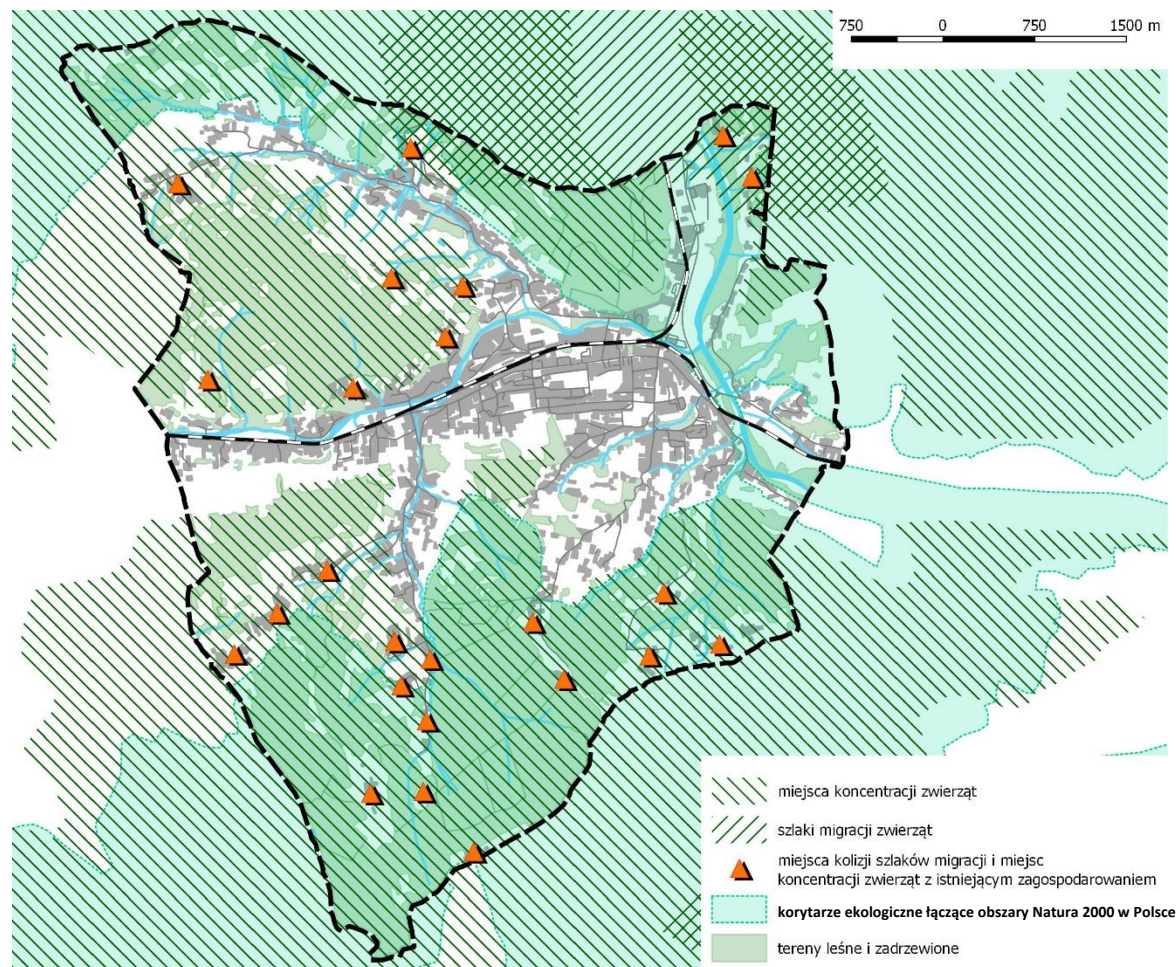 750 0 750 1500 m
miejsca koncentracji zwierząt
szlaki migracji zwierząt
miejsca kolizji szlaków migracji i miejsc
koncentracji zwierząt z istniejącym zagospodarowaniem
korytarze ekologiczne łączące obszary Natura 2000 w Polsce
tereny leśne i zadrzewione